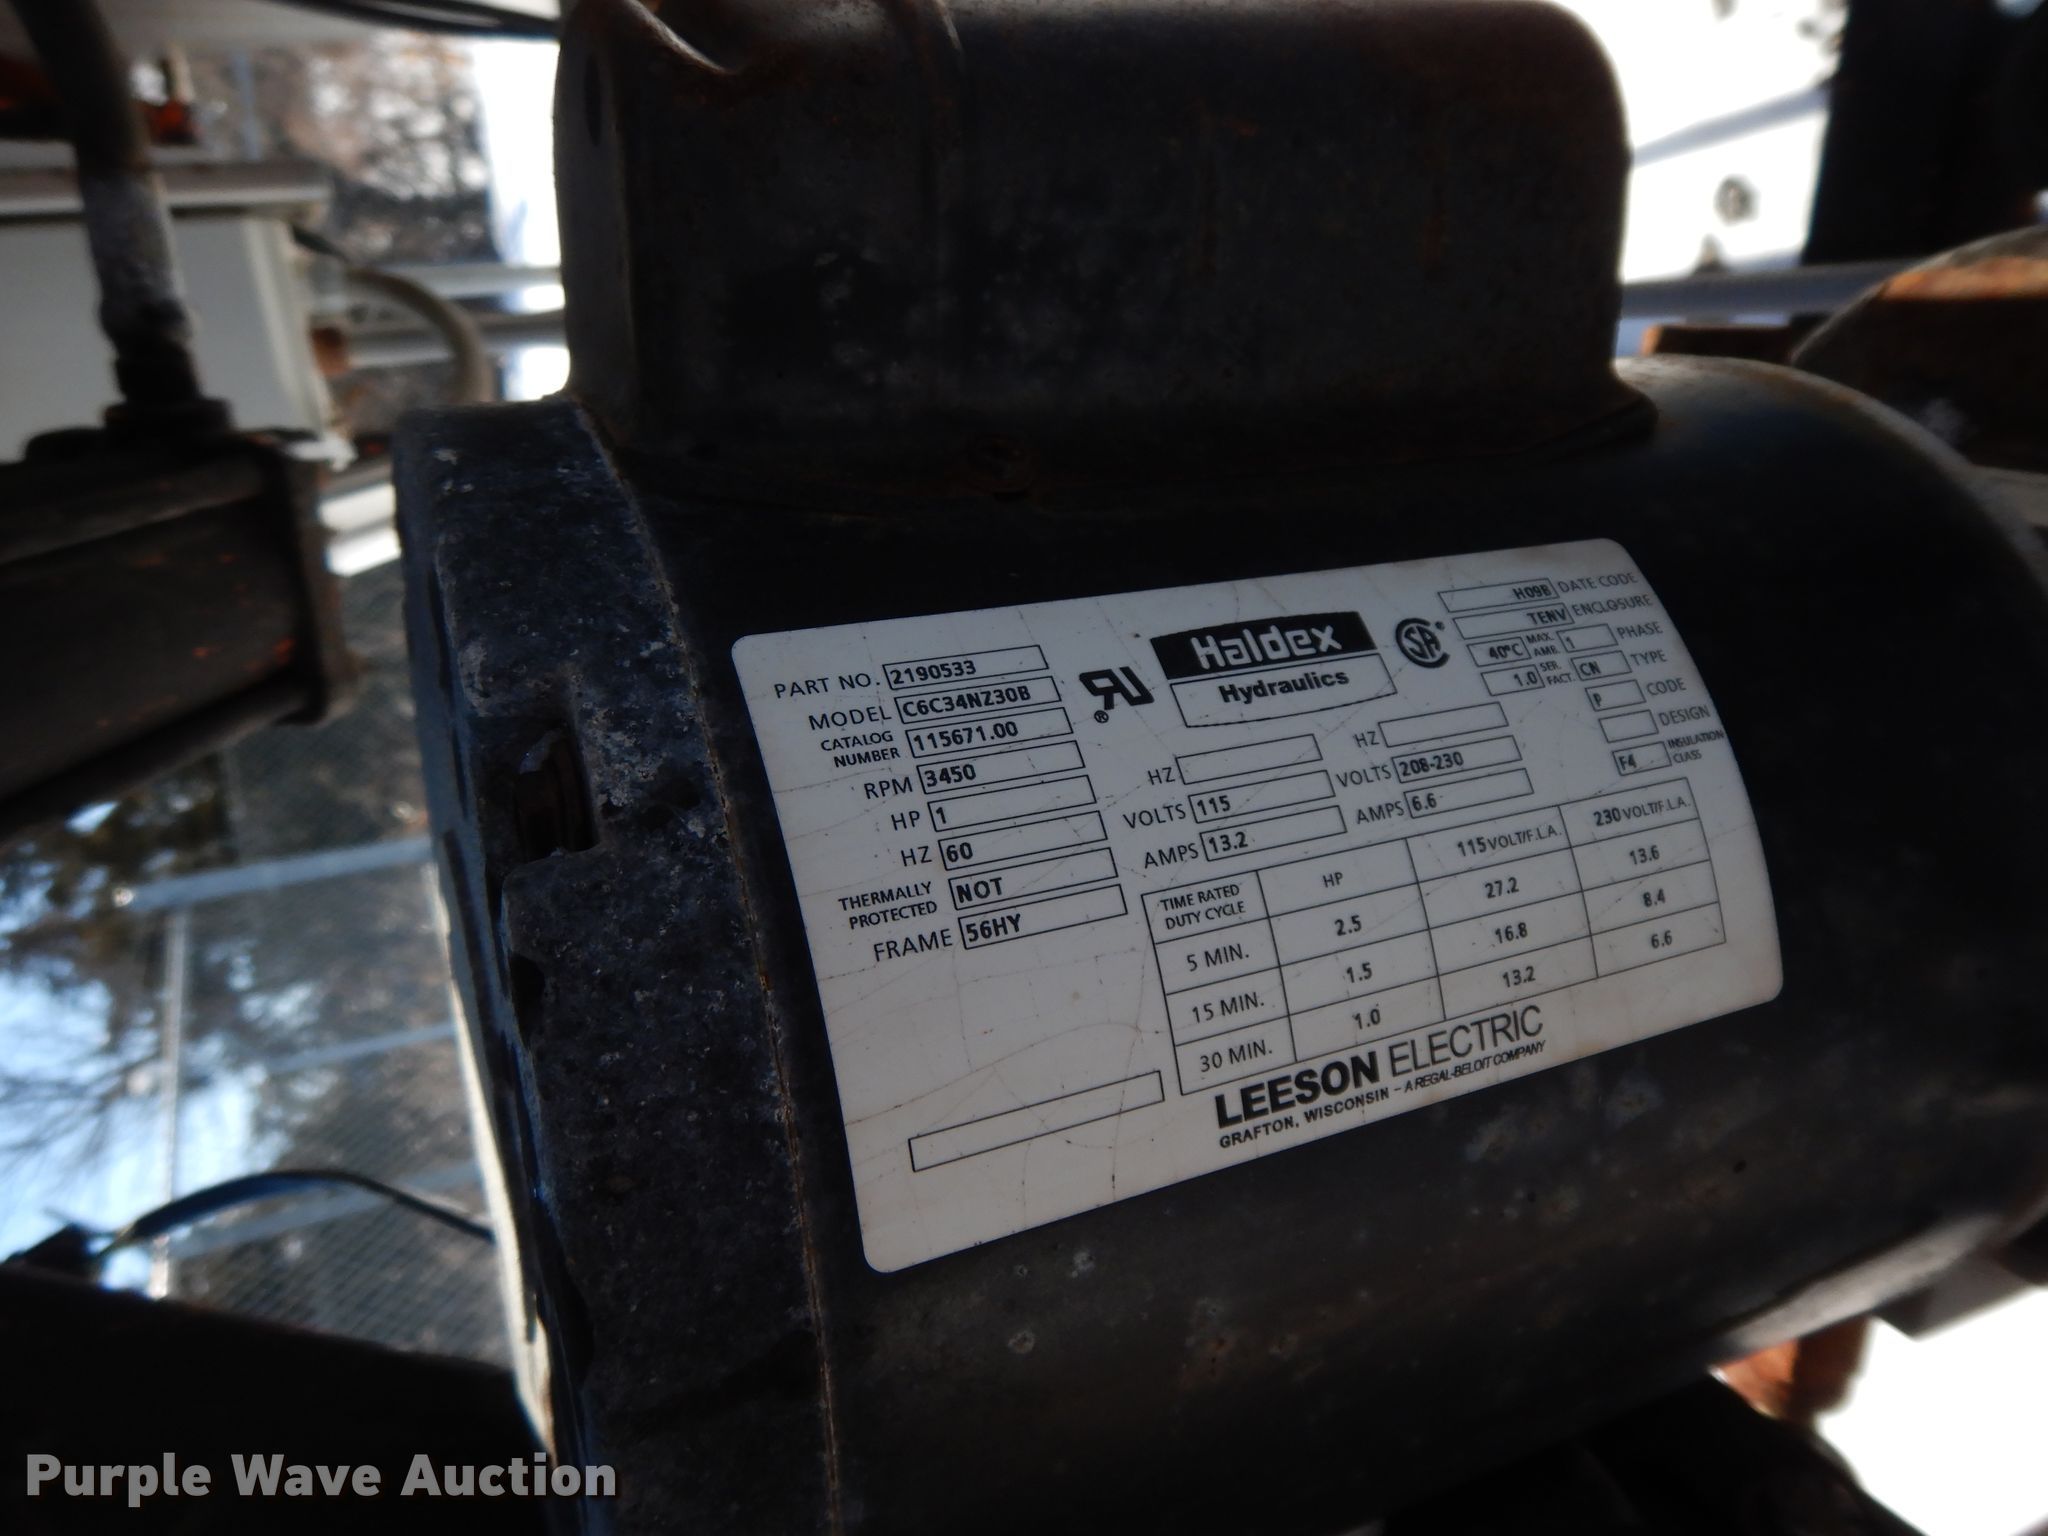 PART NO. 2190533
MODEL C6C34NZ30B
CATALOG NUMBER 115671.00
RPM 3450
HP 1
HZ 60
THERMALLY PROTECTED NOT
FRAME 56HY
RU®
Haldex
Hydraulics
SA®
H09B DATE CODE
TENV ENCLOSURE
40°C MAX. AMB. 1 PHASE
1.0 SER. FACT. CN TYPE
P CODE
DESIGN
F4 INSULATION CLASS
HZ HZ
VOLTS 115 VOLTS 208-230
AMPS 13.2 AMPS 6.6
TIME RATED DUTY CYCLE HP 115 VOLT/F.L.A. 230 VOLT/F.L.A.
5 MIN. 2.5 27.2 13.6
15 MIN. 1.5 16.8 8.4
30 MIN. 1.0 13.2 6.6
LEESON ELECTRIC
GRAFTON, WISCONSIN – A REGAL-BELOIT COMPANY
Purple Wave Auction